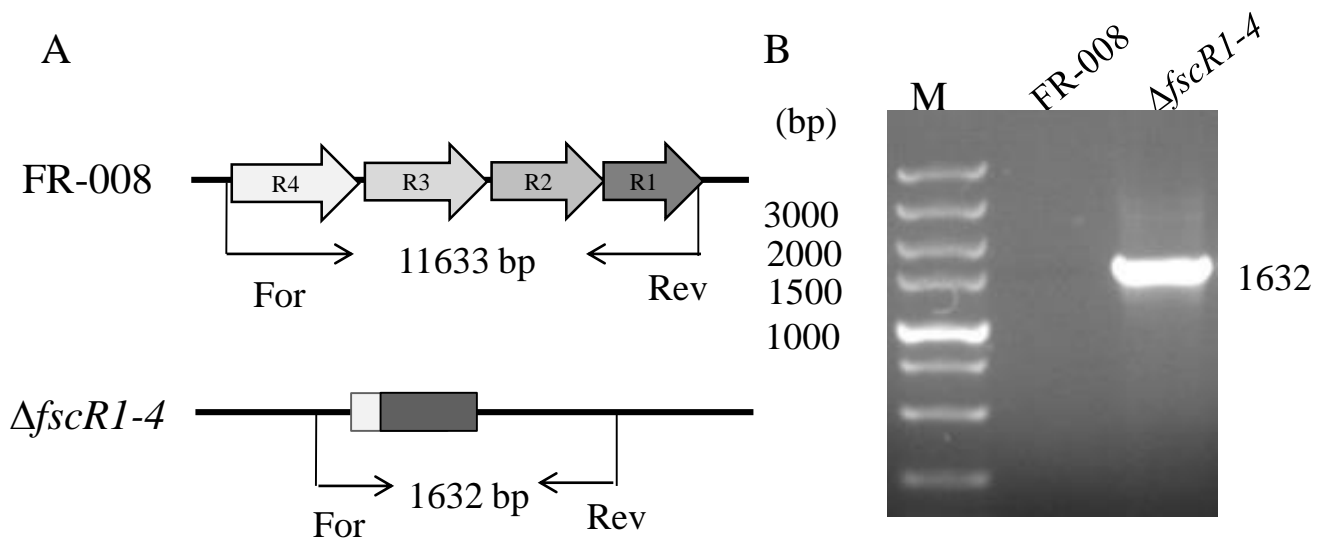 A
FR-008
R4
R3
R2
R1
11633 bp
For
Rev
ΔfscR1-4
1632 bp
For
Rev
B
(bp)
M
FR-008
ΔfscR1-4
3000
2000
1500
1000
1632